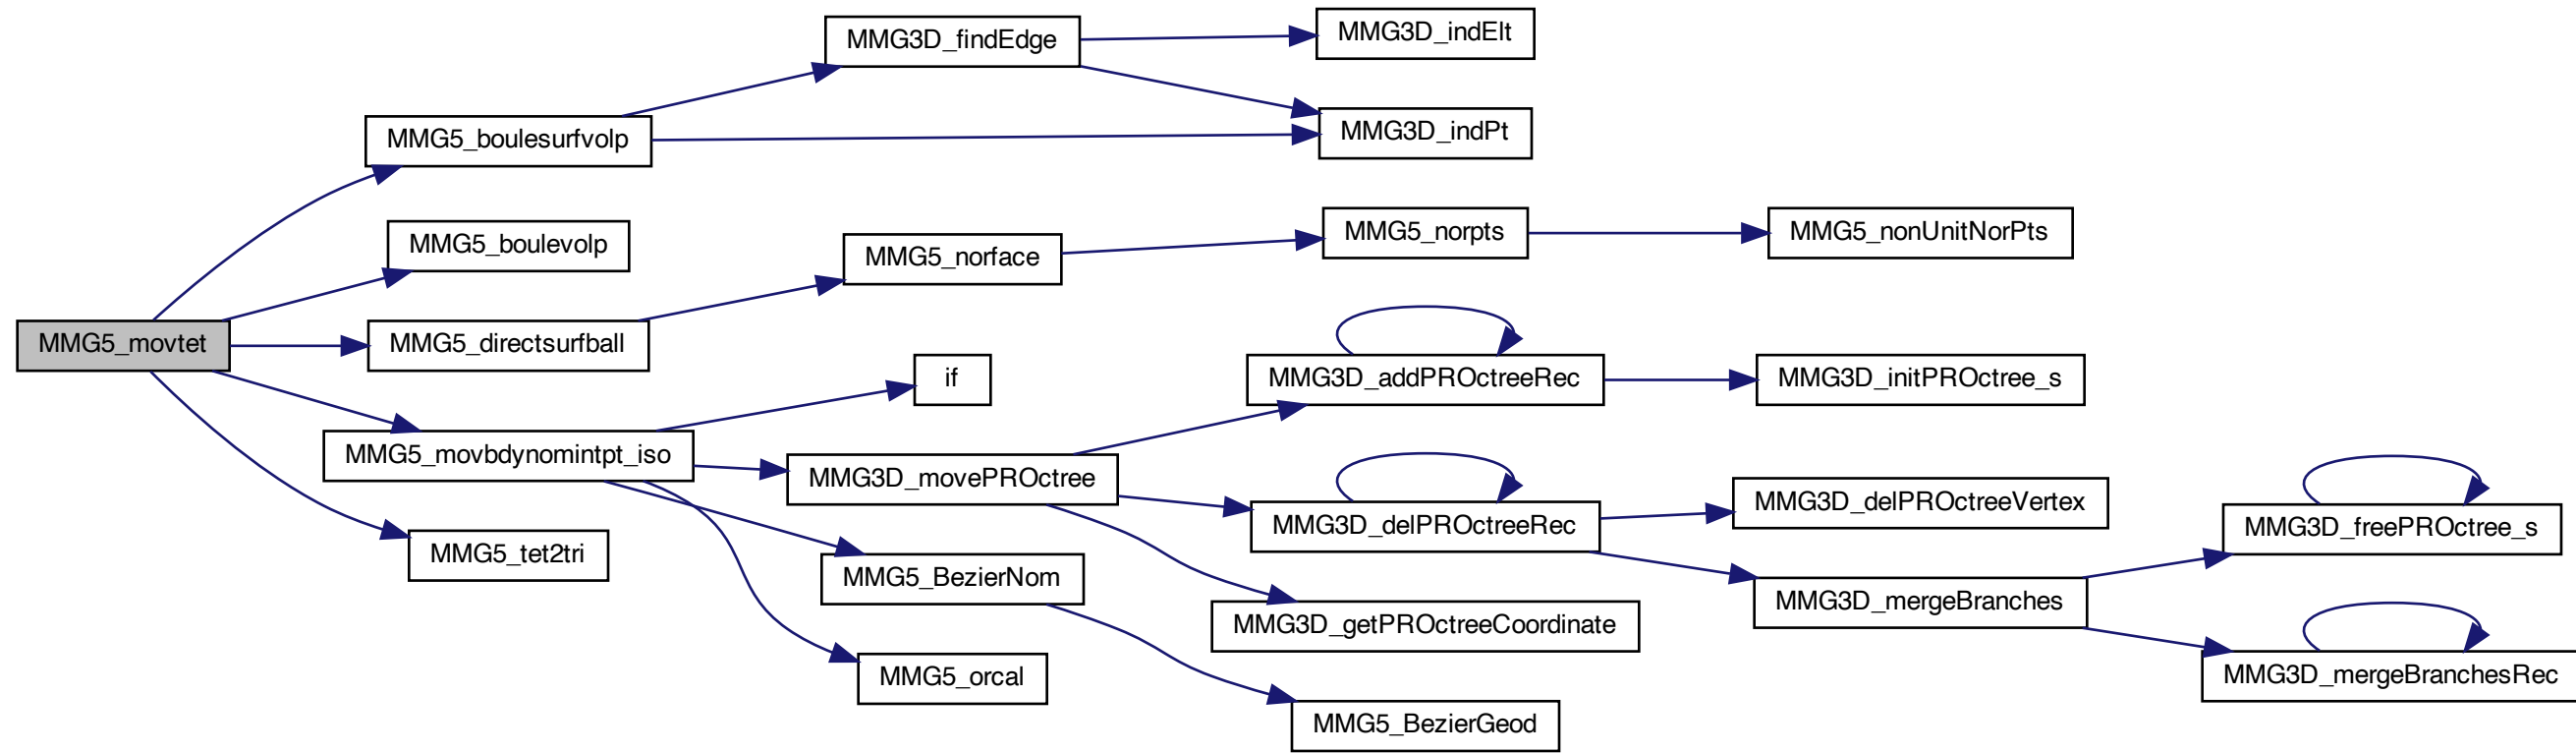 MMG5_movtet
MMG5_boulesurfvolp
MMG3D_findEdge
MMG3D_indElt
MMG3D_indPt
MMG5_boulevolp
MMG5_directsurfball
MMG5_norface
MMG5_norpts
MMG5_nonUnitNorPts
MMG5_movbdynomintpt_iso
if
MMG3D_movePROctree
MMG3D_addPROctreeRec
MMG3D_initPROctree_s
MMG3D_delPROctreeRec
MMG3D_delPROctreeVertex
MMG3D_mergeBranches
MMG3D_freePROctree_s
MMG3D_mergeBranchesRec
MMG3D_getPROctreeCoordinate
MMG5_BezierNom
MMG5_BezierGeod
MMG5_orcal
MMG5_tet2tri